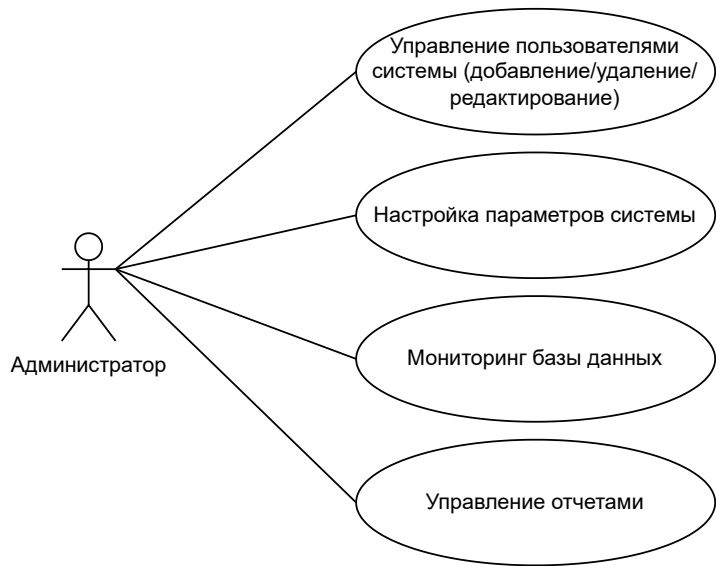 Управление пользователями
системы (добавление/удаление/
редактирование)
Настройка параметров системы
Администратор
Мониторинг базы данных
Управление отчетами